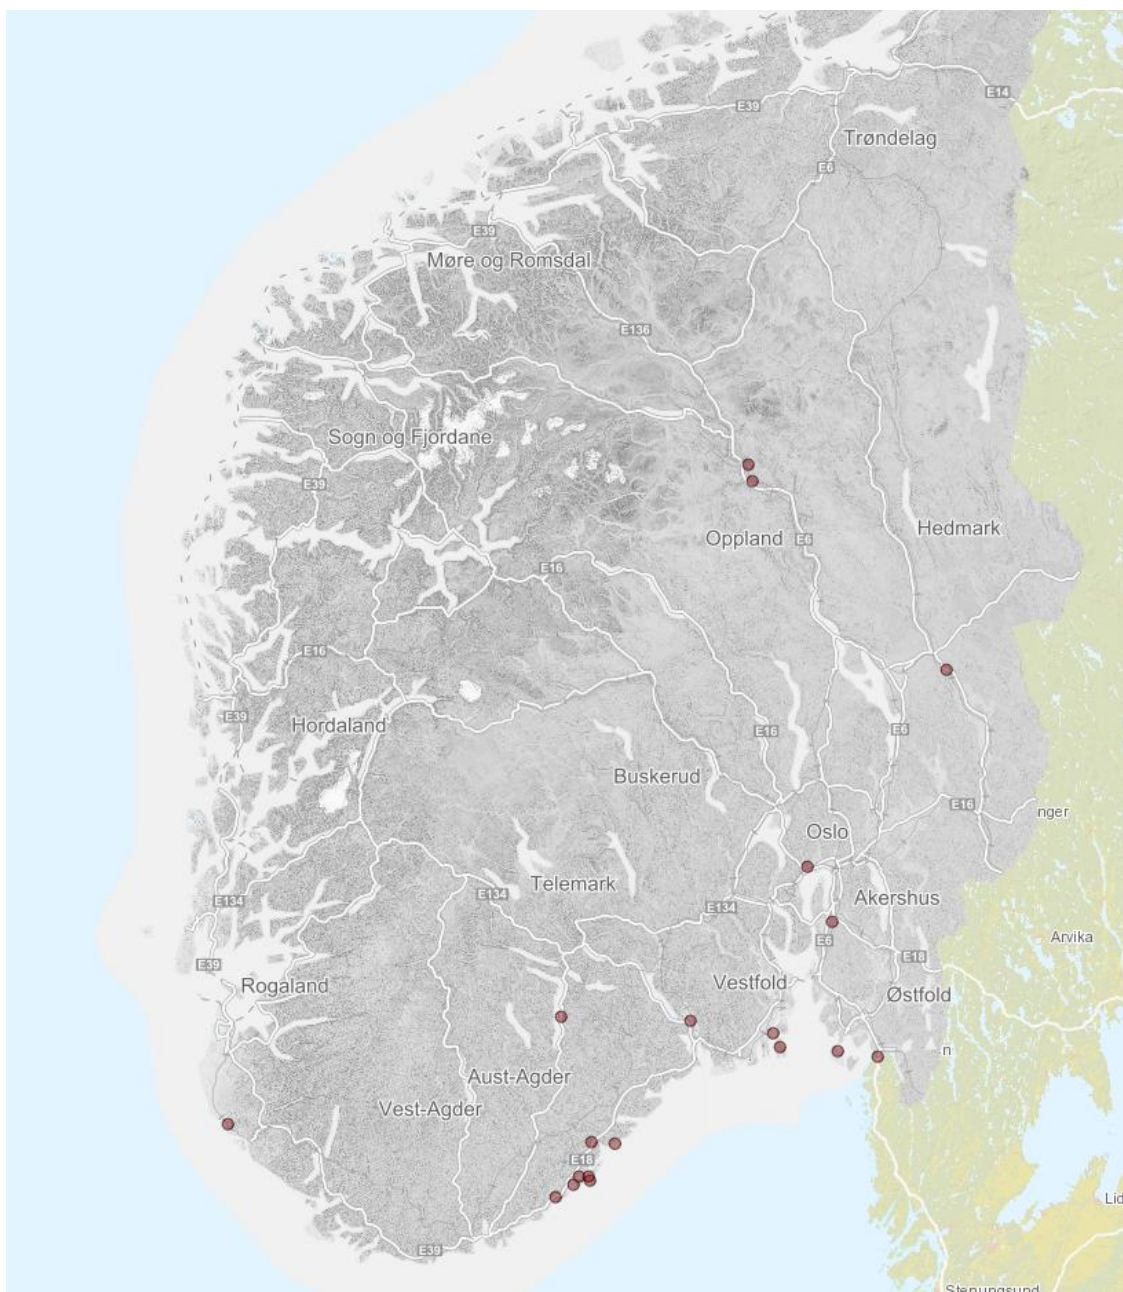 E14
E39
Trøndelag
E6
E39
Møre og Romsdal
E136
Sogn og Fjordane
E39
Hedmark
Oppland
E6
E16
E16
E39
Hordaland
E6
E16
Buskerud
E16
nger
Oslo
Telemark
E134
Akershus
E134
E134
Arvika
E6
E18
E39
Rogaland
Vestfold
Østfold
n
Aust-Agder
Vest-Agder
E18
Lid
E39
Stenungsund